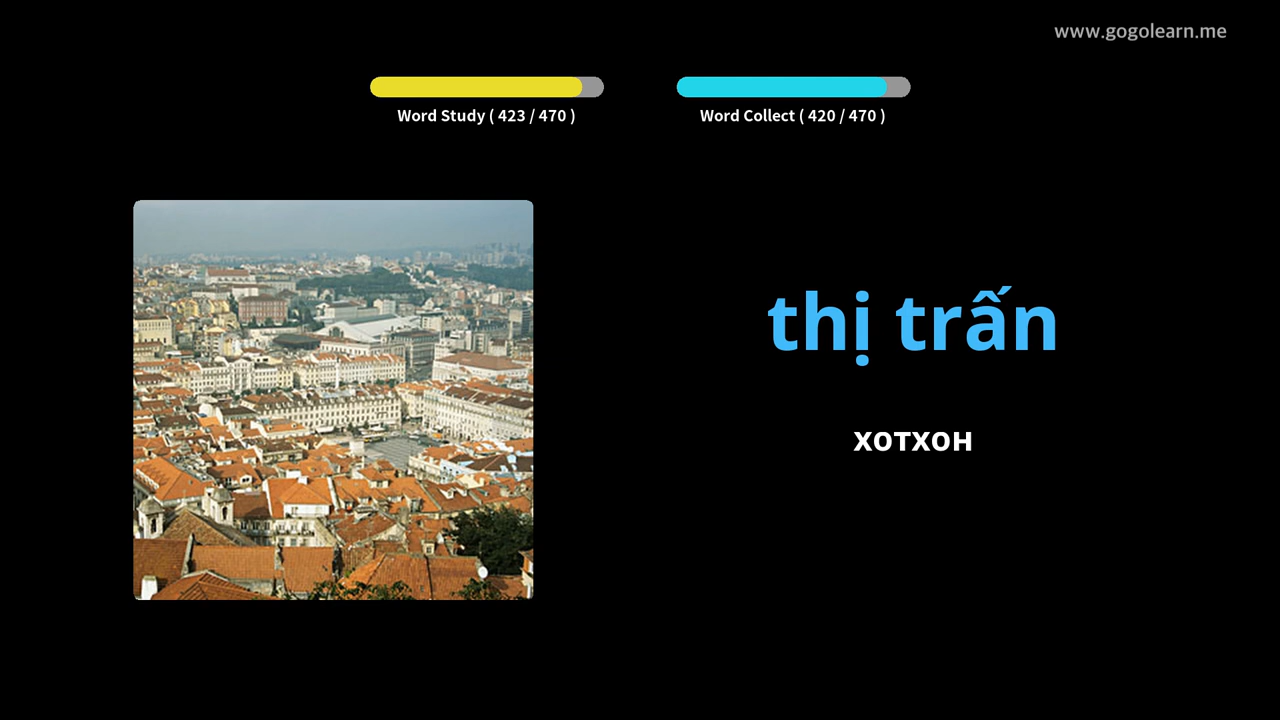 www.gogolearn.me
Word Study ( 423 / 470 )
Word Collect ( 420 / 470 )
thị trấn
хотхон